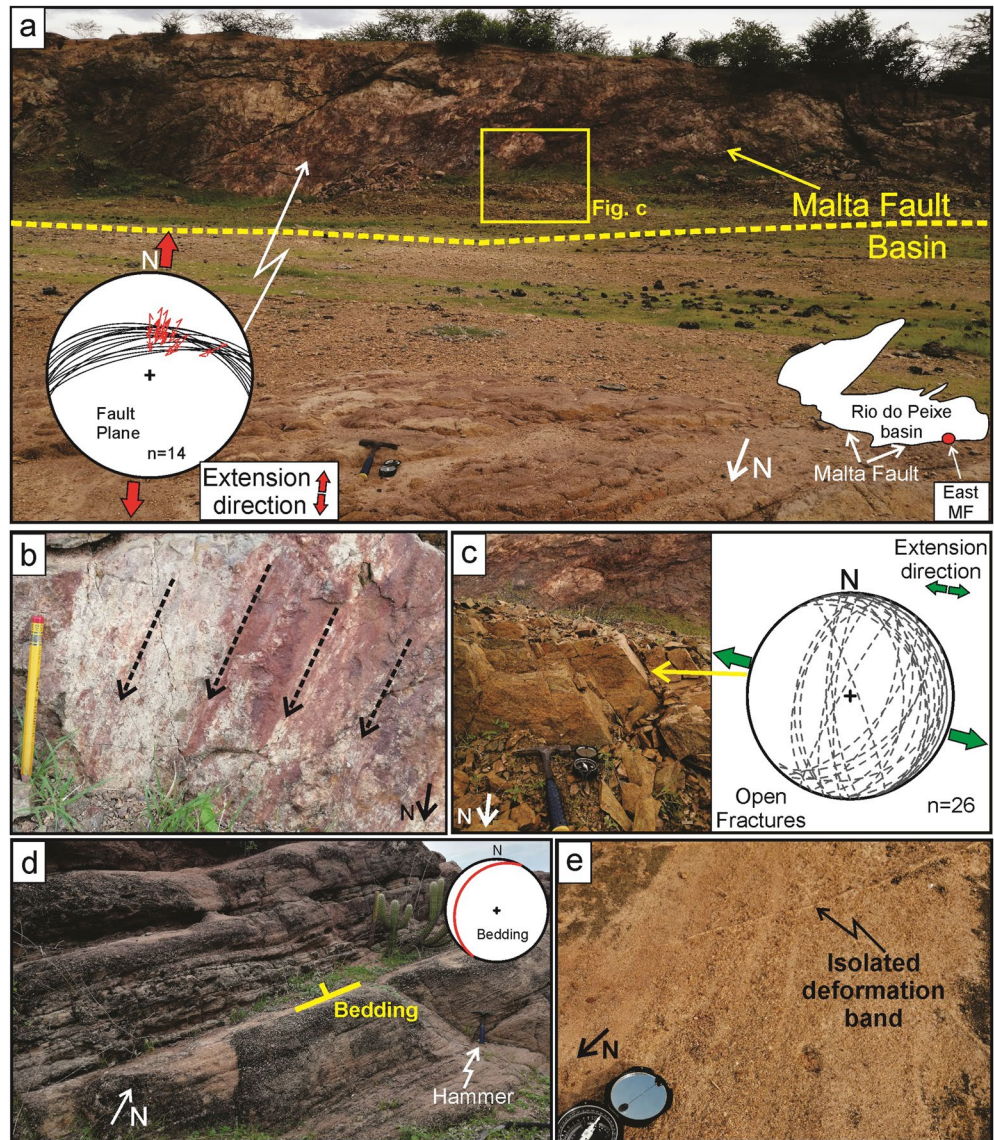 a
Fig. c
Malta Fault
Basin
N
Fault
Plane
n=14
Extension
direction
N
Rio do Peixe
basin
Malta Fault
East
MF
b
N
c
N
Extension
direction
N
Open
Fractures
n=26
d
N
Bedding
Bedding
N
Hammer
e
Isolated
deformation
band
N